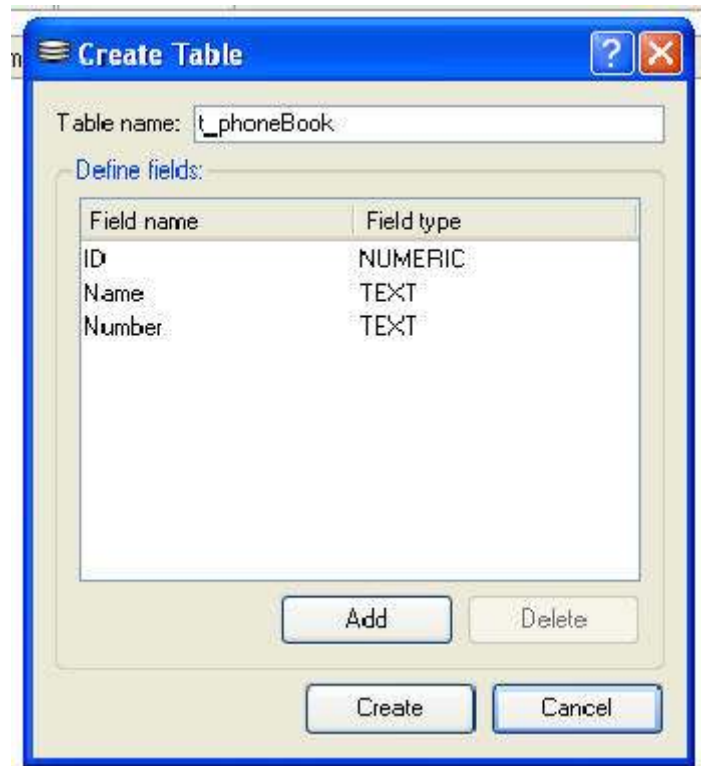 m
Create Table
?
Table name: t_phoneBook
Define fields:
Field name Field type
ID NUMERIC
Name TEXT
Number TEXT
Add Delete
Create Cancel